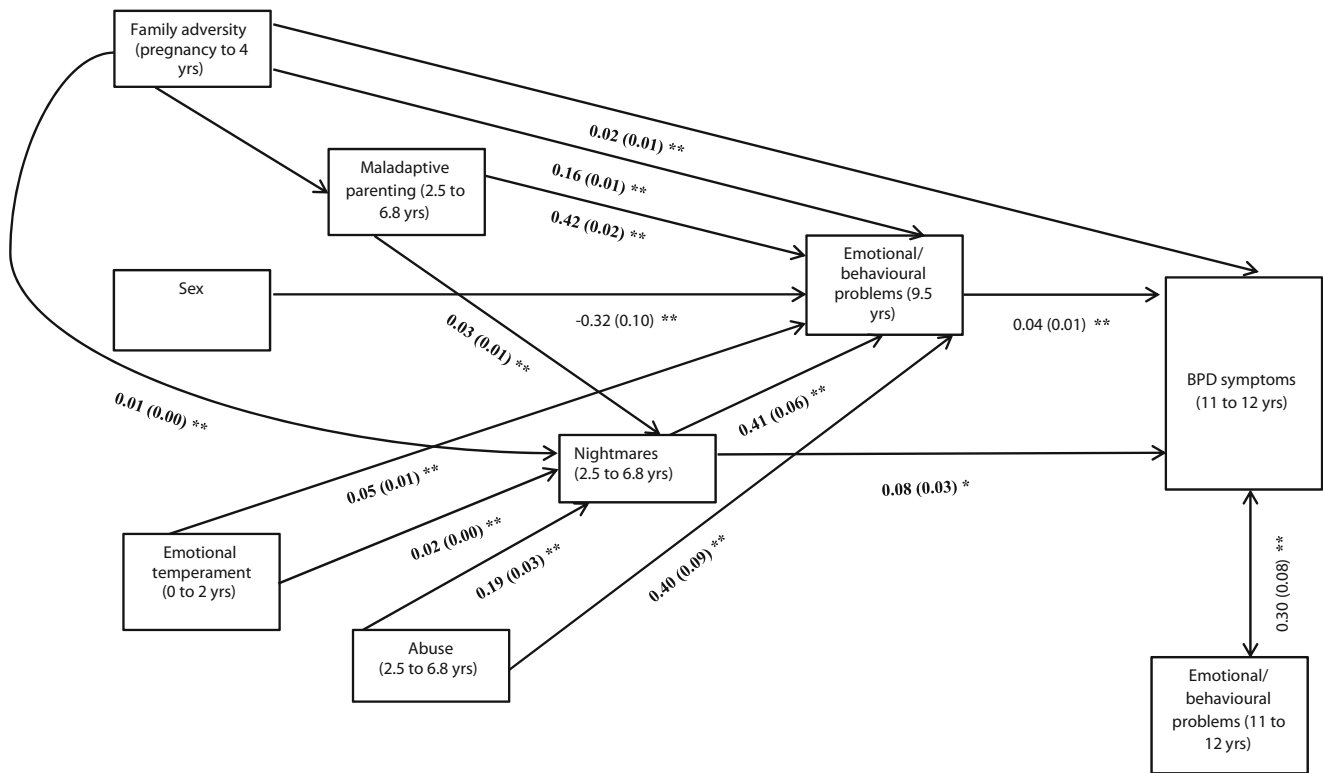 Family adversity
(pregnancy to 4
yrs)
0.02 (0.01) **
Maladaptive
parenting (2.5 to
6.8 yrs)
0.16 (0.01) **
0.42 (0.02) **
Emotional/
behavioural
problems (9.5
yrs)
Sex
-0.32 (0.10) **
0.04 (0.01) **
BPD symptoms
(11 to 12 yrs)
0.03 (0.01) **
0.01 (0.00) **
0.41 (0.06) **
Nightmares
(2.5 to 6.8 yrs)
0.08 (0.03) *
0.05 (0.01) **
0.02 (0.00) **
0.19 (0.03) **
0.40 (0.09) **
Emotional
temperament
(0 to 2 yrs)
Abuse
(2.5 to 6.8 yrs)
0.30 (0.08) **
Emotional/
behavioural
problems (11 to
12 yrs)